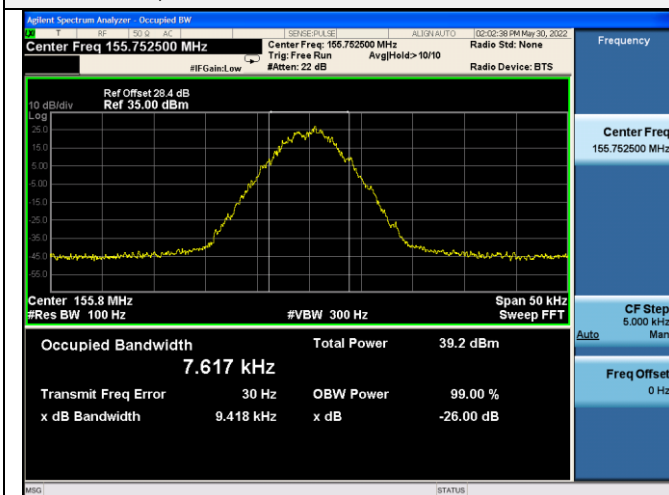 Agilent Spectrum Analyzer - Occupied BW
T RF 50 Ω AC SENSE:PULSE ALIGN AUTO 02:02:38 PM May 30, 2022
Center Freq 155.752500 MHz Center Freq: 155.752500 MHz Radio Std: None Frequency
Trig: Free Run Avg|Hold:> 10/10
#IFGain:Low #Atten: 22 dB Radio Device: BTS
Ref Offset 28.4 dB
10 dB/div Ref 35.00 dBm
Log
25.0
15.0
5.00
-5.00
-15.0
-25.0
-35.0
-45.0
-55.0
Center Freq
155.752500 MHz
Center 155.8 MHz Span 50 kHz
#Res BW 100 Hz #VBW 300 Hz Sweep FFT
CF Step
5.000 kHz
Auto Man
Occupied Bandwidth Total Power 39.2 dBm
7.617 kHz
Transmit Freq Error 30 Hz OBW Power 99.00 %
x dB Bandwidth 9.418 kHz x dB -26.00 dB
Freq Offset
0 Hz
MSG STATUS